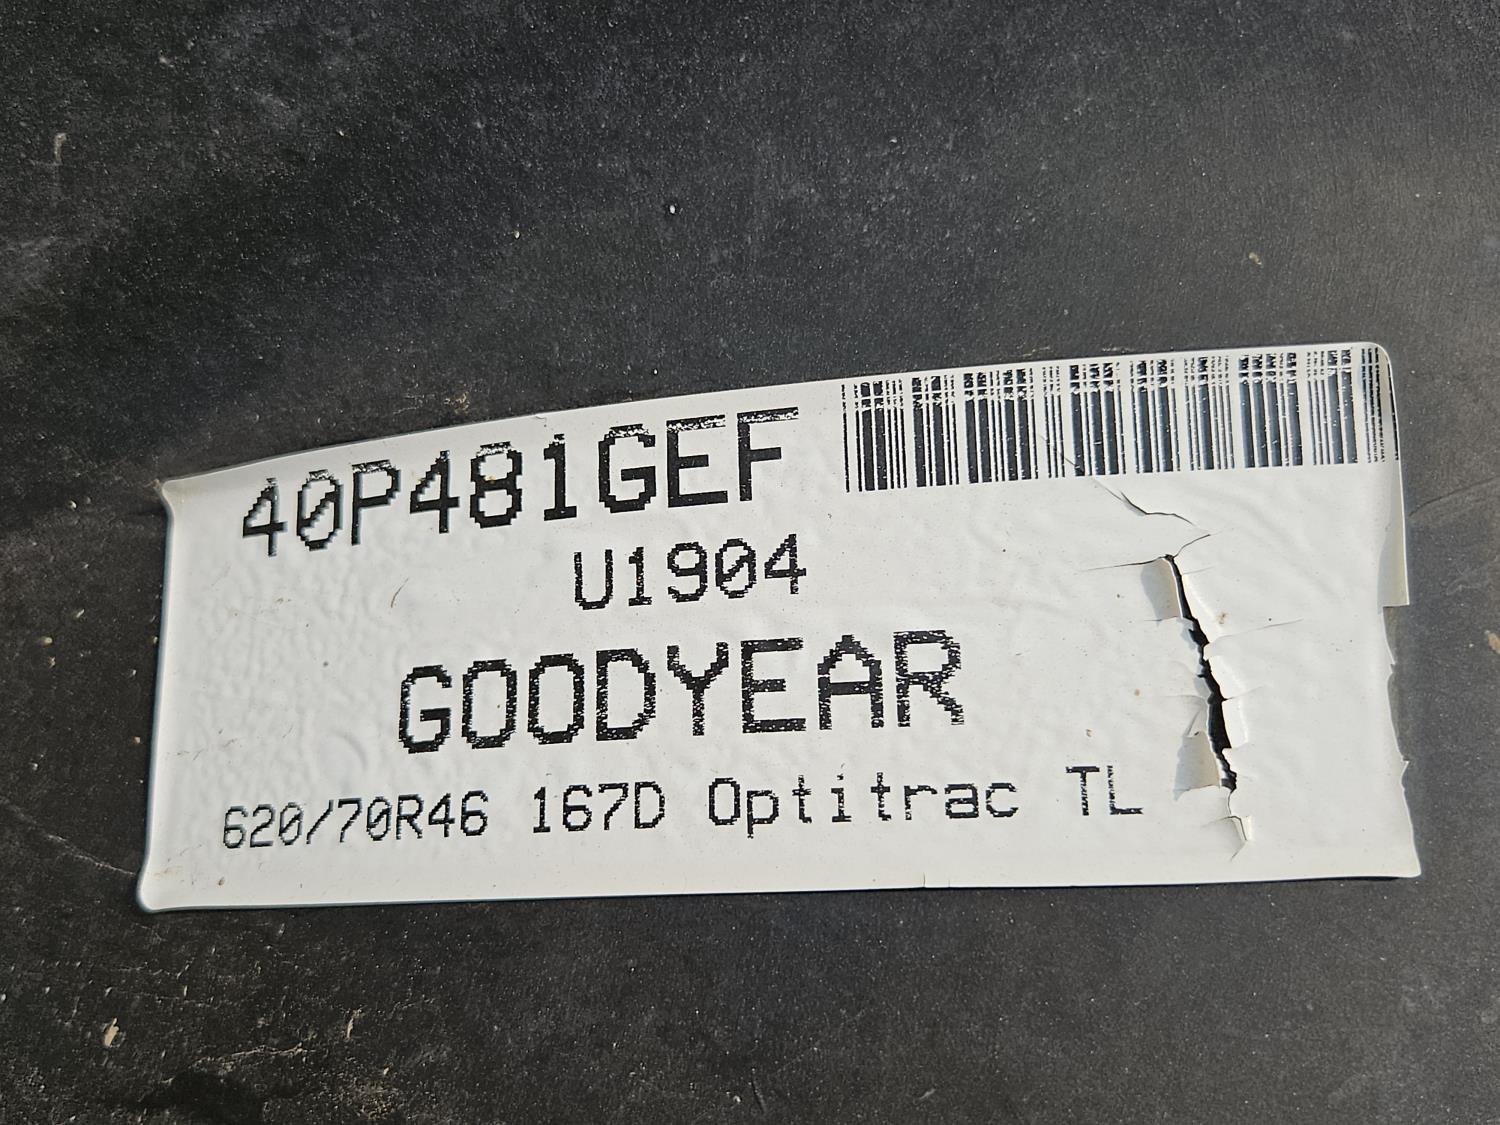 40P481GEF
U1904
GOODYEAR
620/70R46 167D Optitrac TL